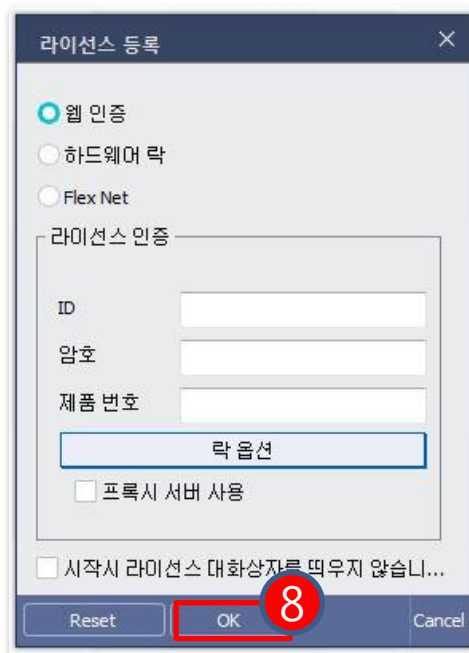 라이선스 등록
웹 인증
하드웨어 락
Flex Net
라이선스 인증
ID
암호
제품 번호
락 옵션
프록시 서버 사용
시작시 라이선스 대화상자를 띄우지 않습니...
Reset OK 8 Cancel